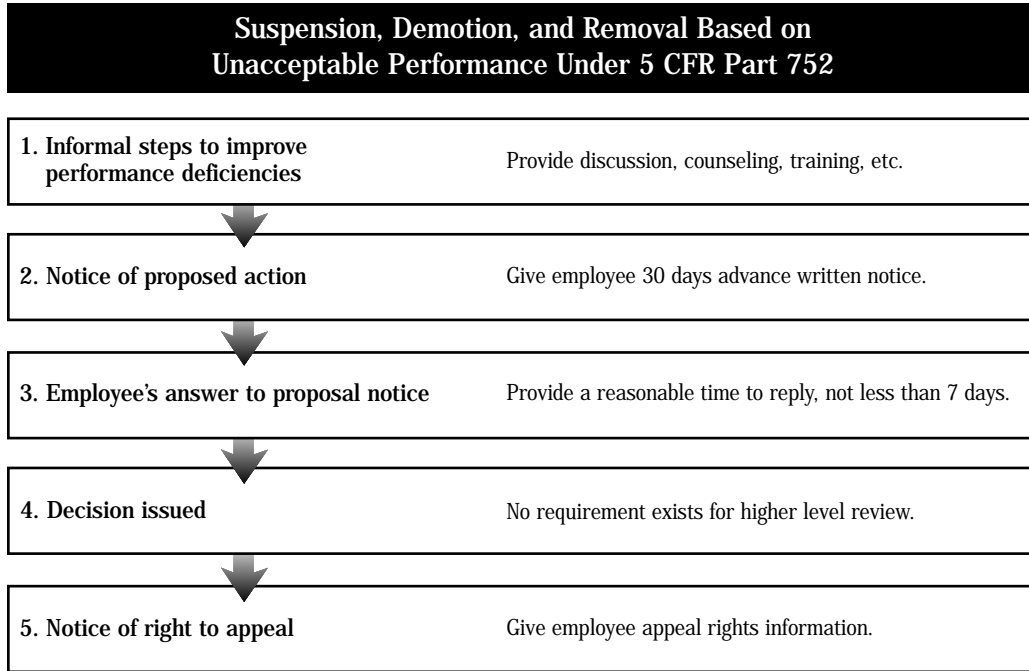 Suspension, Demotion, and Removal Based on
Unacceptable Performance Under 5 CFR Part 752
1. Informal steps to improve
performance deficiencies
Provide discussion, counseling, training, etc.
2. Notice of proposed action
Give employee 30 days advance written notice.
3. Employee’s answer to proposal notice
Provide a reasonable time to reply, not less than 7 days.
4. Decision issued
No requirement exists for higher level review.
5. Notice of right to appeal
Give employee appeal rights information.